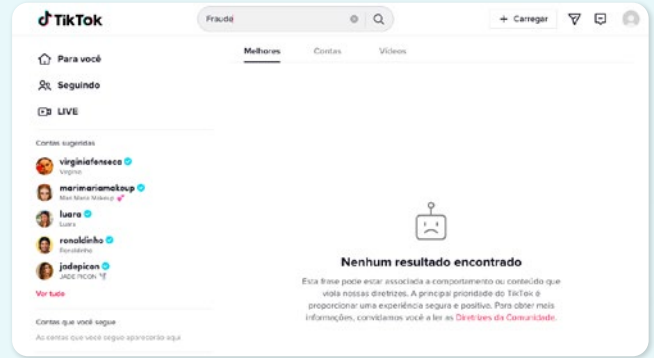 TikTok
Fraude
+ Carregar
Para você
Seguindo
LIVE
Contas sugeridas
virginiafonseca
Virginia
marimariamakeup
Mari Maria Makeup
luara
Luara
ronaldinho
Ronaldinho
jadepicon
JADE PICON
Ver tudo
Contas que você segue
As contas que você segue aparecerão aqui
Melhores Contas Vídeos
Nenhum resultado encontrado
Esta frase pode estar associada a comportamento ou conteúdo que
viola nossas diretrizes. A principal prioridade do TikTok é
proporcionar uma experiência segura e positiva. Para obter mais
informações, convidamos você a ler as Diretrizes da Comunidade.